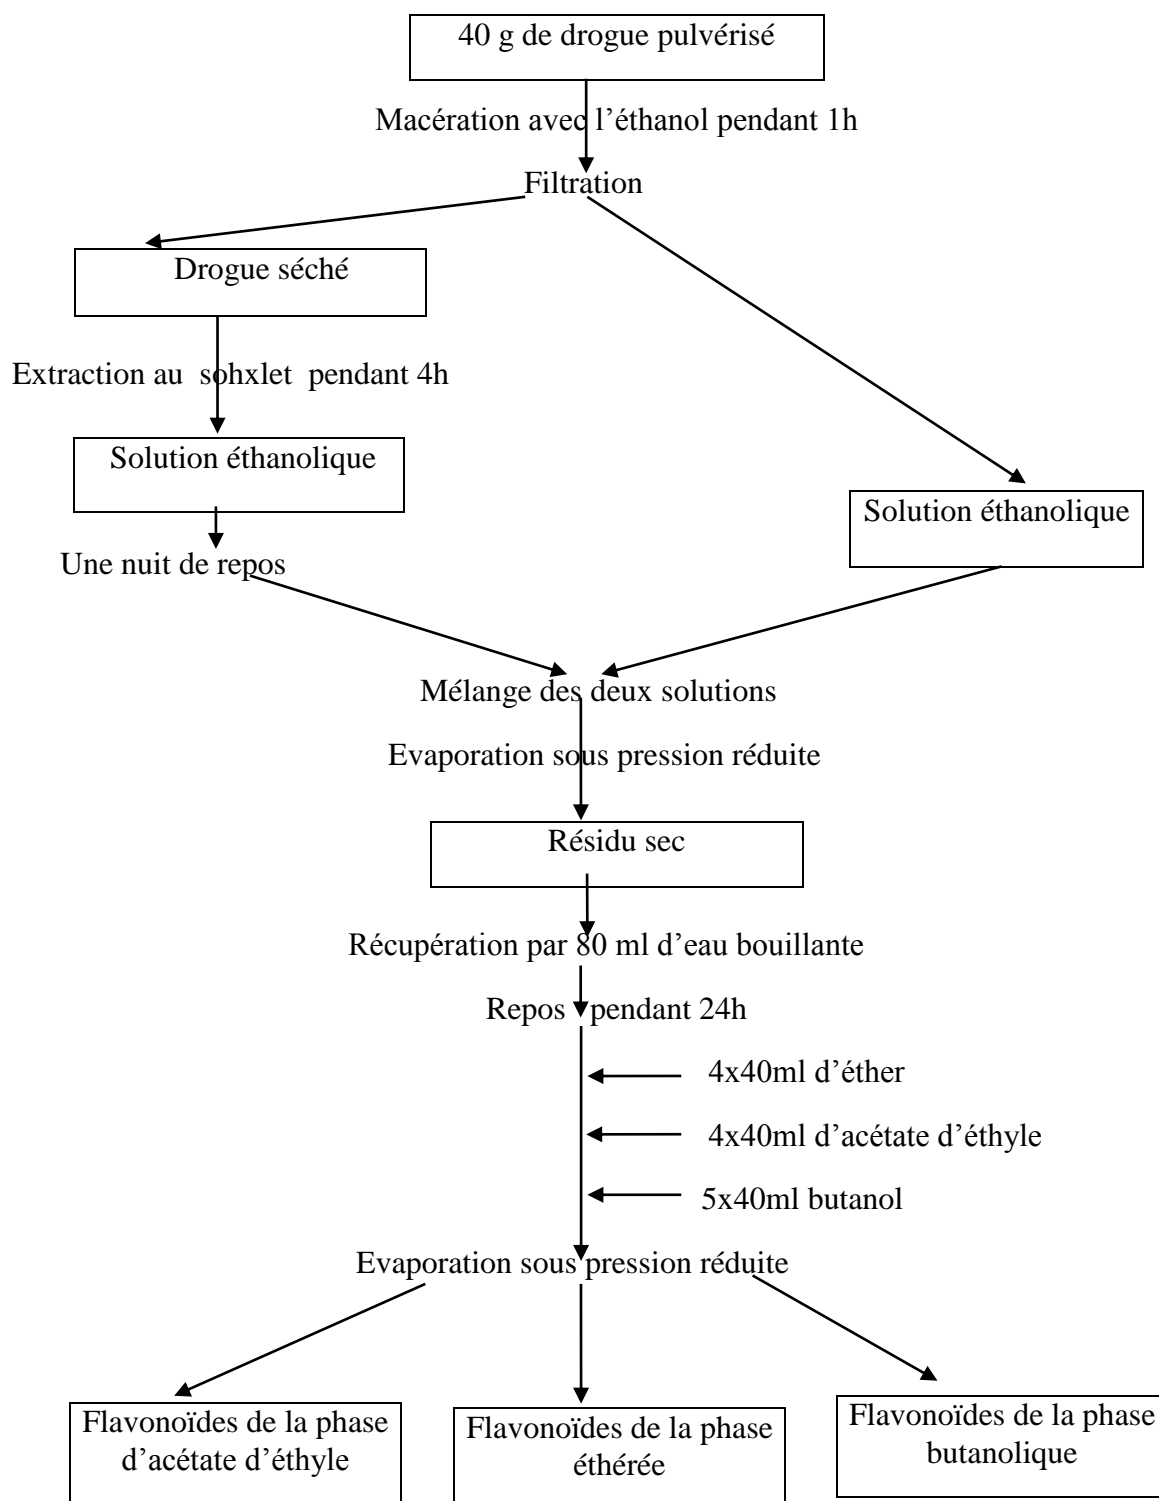 40 g de drogue pulvérisé
Macération avec l’éthanol pendant 1h
Filtration
Drogue séché
Extraction au sohxlet pendant 4h
Solution éthanolique
Solution éthanolique
Une nuit de repos
Mélange des deux solutions
Evaporation sous pression réduite
Résidu sec
Récupération par 80 ml d’eau bouillante
Repos pendant 24h
4x40ml d’éther
4x40ml d’acétate d’éthyle
5x40ml butanol
Evaporation sous pression réduite
Flavonoïdes de la phase
d’acétate d’éthyle
Flavonoïdes de la phase
éthérée
Flavonoïdes de la phase
butanolique